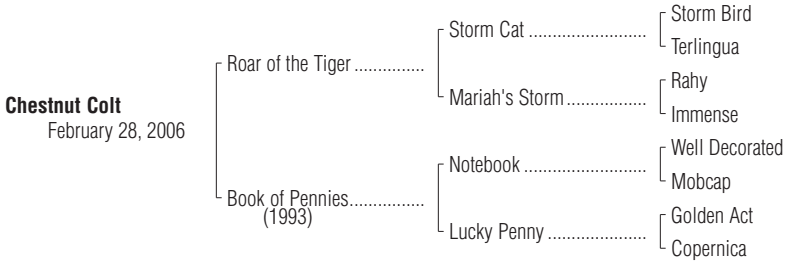 Storm Bird
Storm Cat ........................
Terlingua
Roar of the Tiger ...............
Rahy
Mariah's Storm .................
Immense
Chestnut Colt
February 28, 2006
Well Decorated
Notebook .........................
Mobcap
Book of Pennies ................
(1993)
Golden Act
Lucky Penny ....................
Copernica